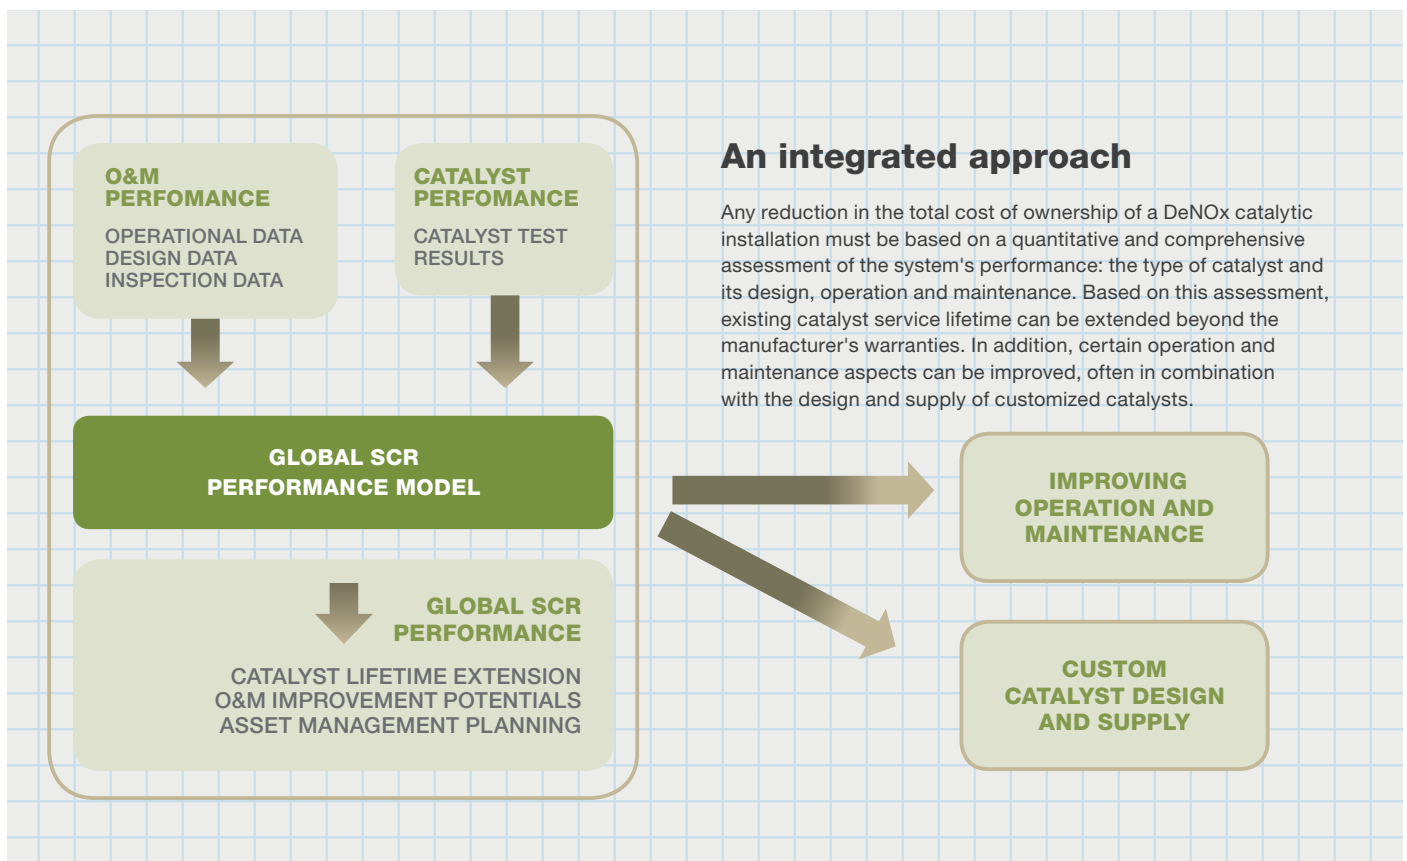 O&M
PERFOMANCE
OPERATIONAL DATA
DESIGN DATA
INSPECTION DATA
CATALYST
PERFOMANCE
CATALYST TEST
RESULTS
GLOBAL SCR
PERFORMANCE MODEL
GLOBAL SCR
PERFORMANCE
CATALYST LIFETIME EXTENSION
O&M IMPROVEMENT POTENTIALS
ASSET MANAGEMENT PLANNING
An integrated approach
Any reduction in the total cost of ownership of a DeNOx catalytic
installation must be based on a quantitative and comprehensive
assessment of the system's performance: the type of catalyst and
its design, operation and maintenance. Based on this assessment,
existing catalyst service lifetime can be extended beyond the
manufacturer's warranties. In addition, certain operation and
maintenance aspects can be improved, often in combination
with the design and supply of customized catalysts.
IMPROVING
OPERATION AND
MAINTENANCE
CUSTOM
CATALYST DESIGN
AND SUPPLY